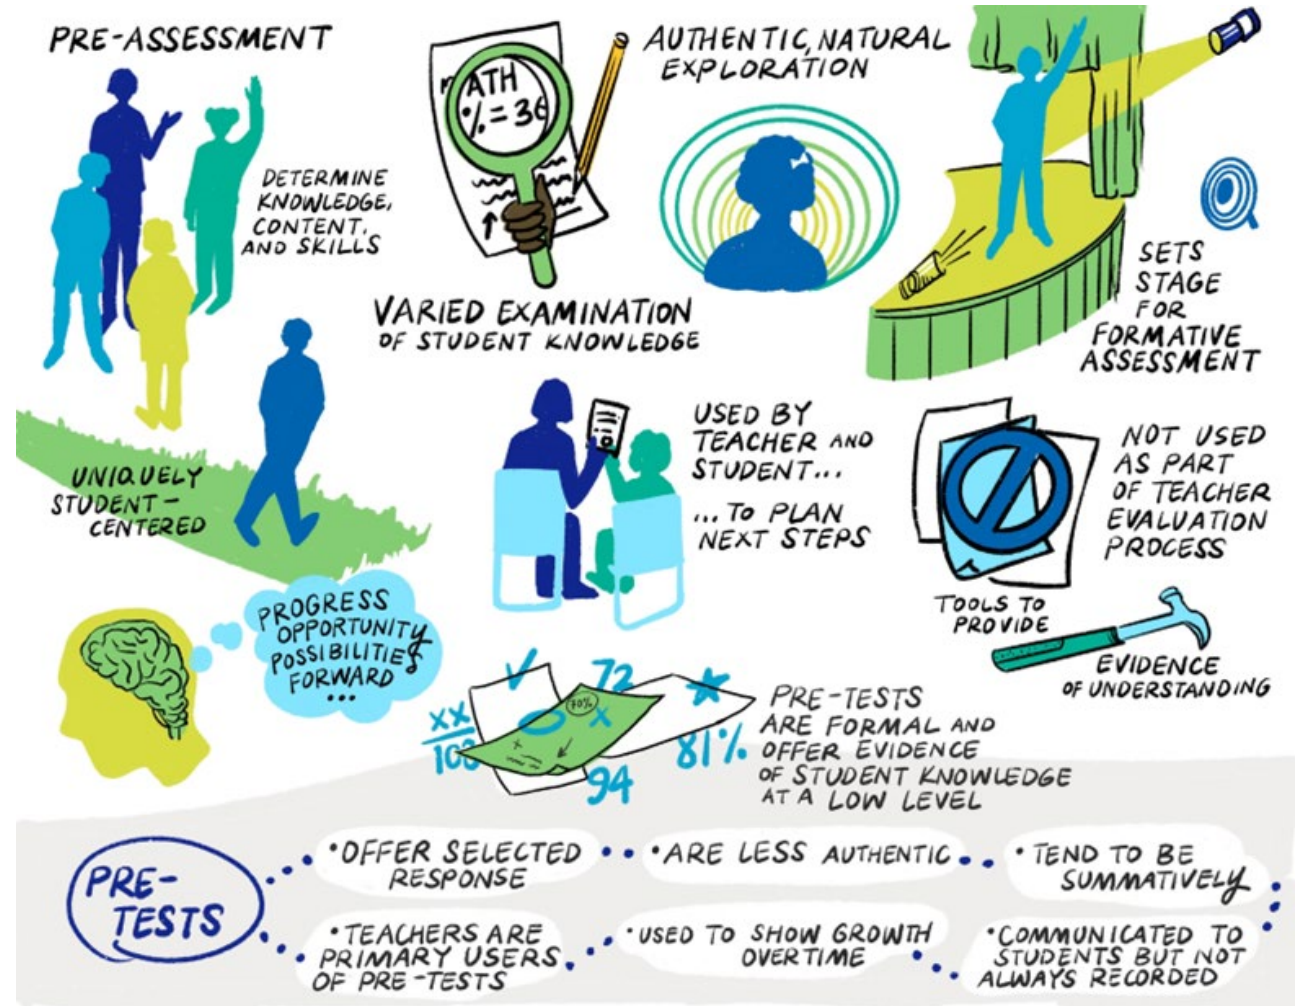 PRE-ASSESSMENT
DETERMINE
KNOWLEDGE,
CONTENT,
AND SKILLS
MATH
%=36
VARIED EXAMINATION
OF STUDENT KNOWLEDGE
AUTHENTIC, NATURAL
EXPLORATION
SETS
STAGE
FOR
FORMATIVE
ASSESSMENT
UNIQUELY
STUDENT-
CENTERED
USED BY
TEACHER AND
STUDENT...
...TO PLAN
NEXT STEPS
NOT USED
AS PART
OF TEACHER
EVALUATION
PROCESS
TOOLS TO
PROVIDE
EVIDENCE
OF UNDERSTANDING
PROGRESS
OPPORTUNITY
POSSIBILITIES
FORWARD
...
XX
100
72
70%
x
+
94
81%
PRE-TESTS
ARE FORMAL AND
OFFER EVIDENCE
OF STUDENT KNOWLEDGE
AT A LOW LEVEL
PRE-
TESTS
•OFFER SELECTED
RESPONSE
•ARE LESS AUTHENTIC
•TEND TO BE
SUMMATIVELY
•TEACHERS ARE
PRIMARY USERS
OF PRE-TESTS
•USED TO SHOW GROWTH
OVERTIME
•COMMUNICATED TO
STUDENTS BUT NOT
ALWAYS RECORDED